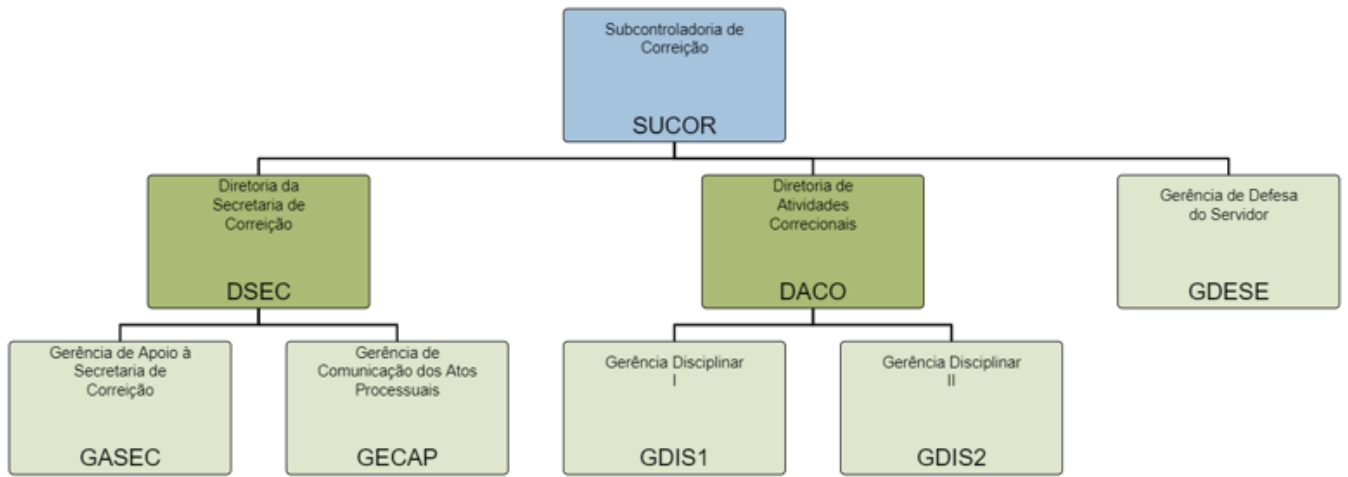 Subcontroladoria de
Correição
SUCOR
Diretoria da
Secretaria de
Correição
DSEC
Diretoria de
Atividades
Correcionais
DACO
Gerência de Defesa
do Servidor
GDESE
Gerência de Apoio à
Secretaria de
Correição
GASEC
Gerência de
Comunicação dos Atos
Processuais
GECAP
Gerência Disciplinar
I
GDIS1
Gerência Disciplinar
II
GDIS2